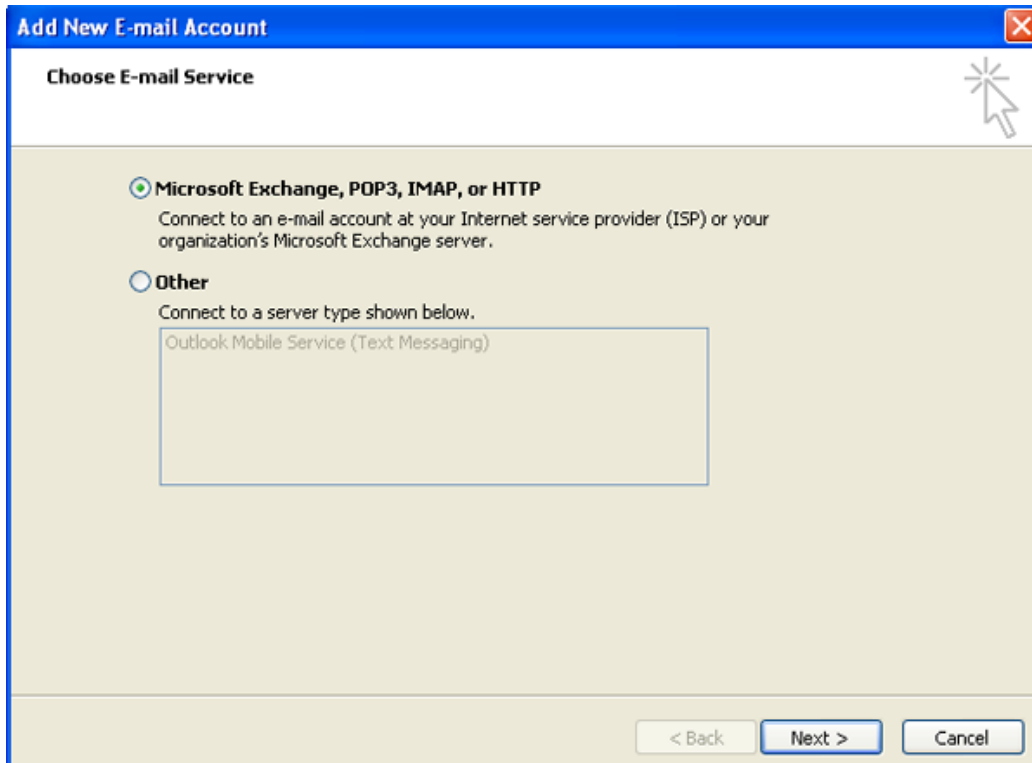 Add New E-mail Account
Choose E-mail Service
Microsoft Exchange, POP3, IMAP, or HTTP
Connect to an e-mail account at your Internet service provider (ISP) or your
organization's Microsoft Exchange server.
Other
Connect to a server type shown below.
Outlook Mobile Service (Text Messaging)
< Back Next > Cancel